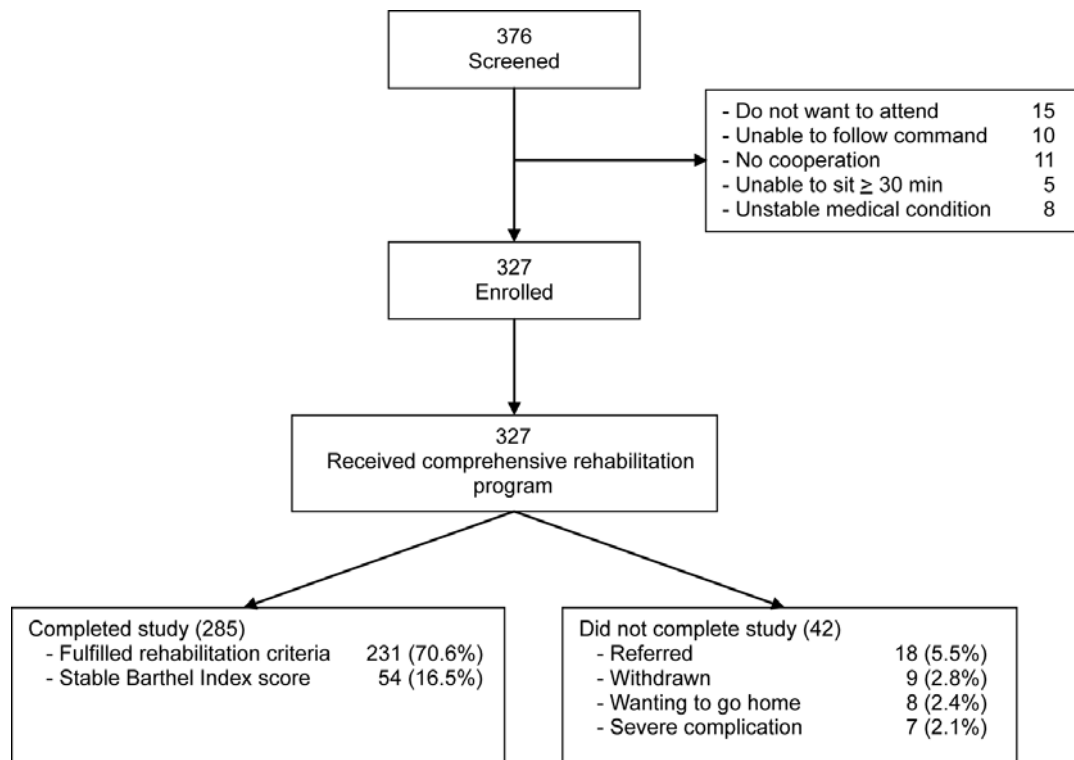 376
Screened
- Do not want to attend 15
- Unable to follow command 10
- No cooperation 11
- Unable to sit ≥ 30 min 5
- Unstable medical condition 8
327
Enrolled
327
Received comprehensive rehabilitation
program
Completed study (285)
- Fulfilled rehabilitation criteria 231 (70.6%)
- Stable Barthel Index score 54 (16.5%)
Did not complete study (42)
- Referred 18 (5.5%)
- Withdrawn 9 (2.8%)
- Wanting to go home 8 (2.4%)
- Severe complication 7 (2.1%)